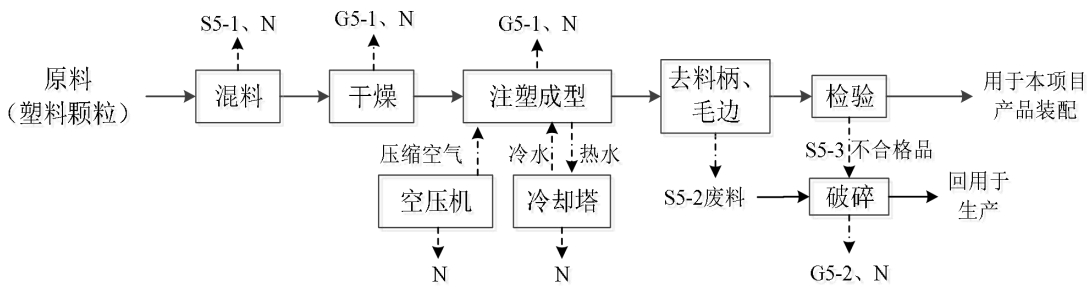 S5-1、N
G5-1、N
G5-1、N
原料
（塑料颗粒）
混料
干燥
注塑成型
去料柄、
毛边
检验
用于本项目
产品装配
压缩空气
冷水
热水
S5-3 不合格品
空压机
冷却塔
S5-2废料
破碎
回用于
生产
N
N
G5-2、N